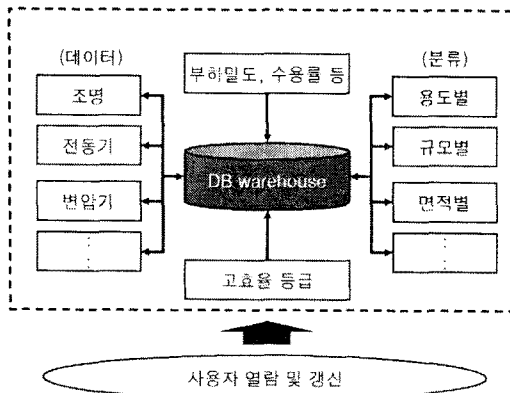 (데이터)
조명
전동기
변압기
부하밀도, 수용률 등
DB warehouse
고효율 등급
(분류)
용도별
규모별
면적별
사용자 열람 및 갱신